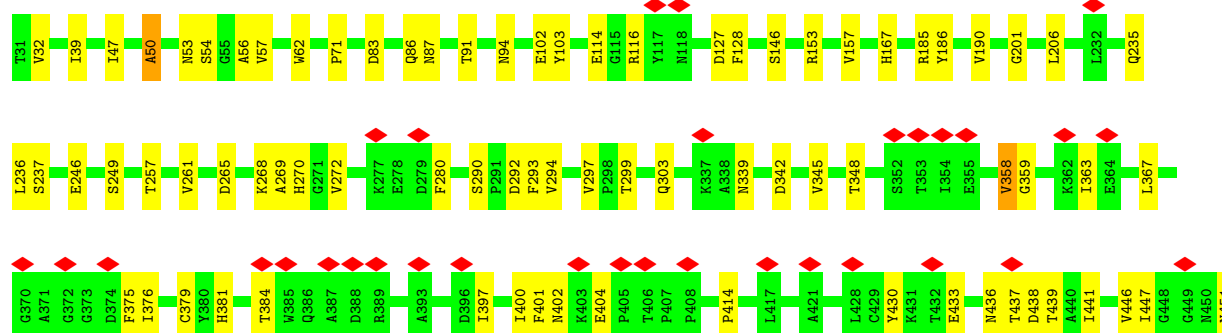 T31 V32 I39 I47 A50 N53 S54 G55 A56 V57 W62 P71 D83 Q86 N87 T91 N94 E102 Y103 E114 G115 R116 Y117 N118 D127 F128 S146 R153 V157 H167 R185 Y186 V190 G201 L206 L232 Q235
L236 S237 E246 S249 T257 V261 D265 K268 A269 H270 G271 V272 K277 E278 D279 F280 S290 P291 D292 F293 V294 V297 P298 T299 Q303 K337 A338 N339 D342 V345 T348 S352 T353 I354 E355 V358 G359 K362 I363 E364 L367
G370 A371 G372 G373 D374 F375 I376 C379 Y380 H381 T384 W385 Q386 A387 D388 R389 A393 D396 I397 I400 F401 N402 K403 E404 P405 T406 P407 P408 P414 L417 A421 L428 C429 Y430 K431 T432 E433 N436 T437 D438 T439 A440 I441 V446 I447 G448 G449 N450